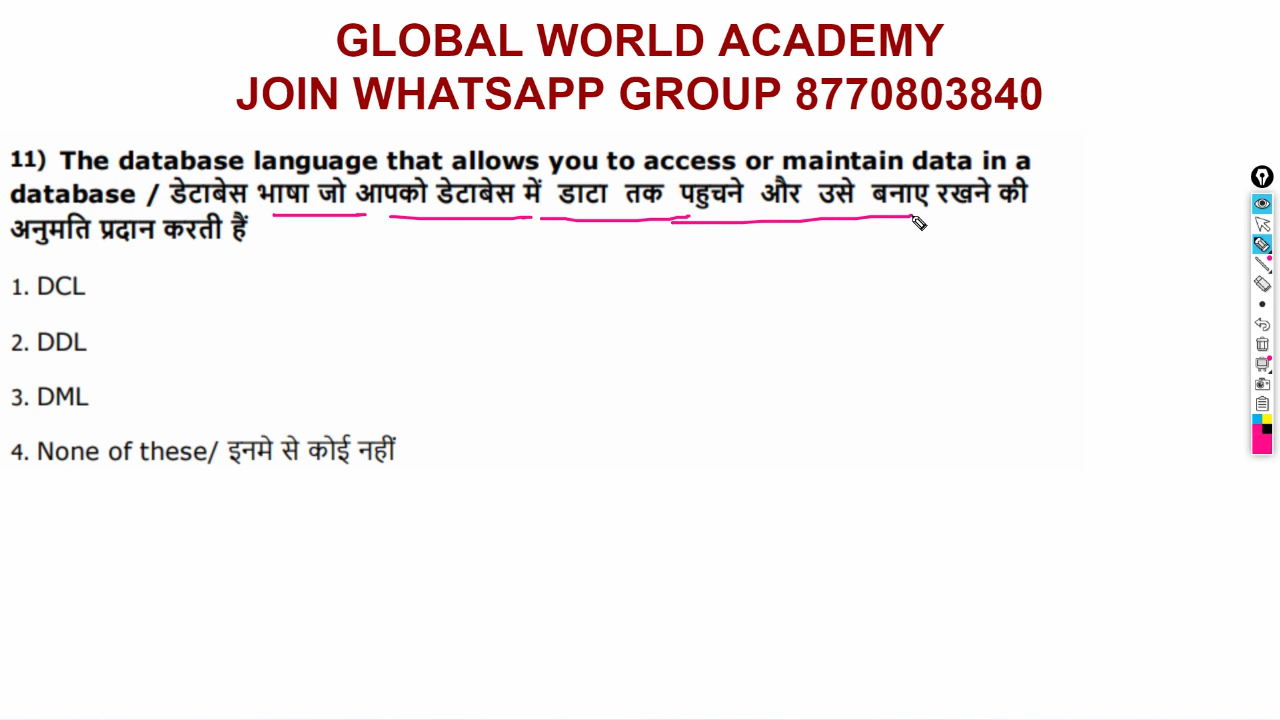 GLOBAL WORLD ACADEMY
JOIN WHATSAPP GROUP 8770803840
11) The database language that allows you to access or maintain data in a
database / डेटाबेस भाषा जो आपको डेटाबेस में डाटा तक पहुचने और उसे बनाए रखने की
अनुमति प्रदान करती हैं
1. DCL
2. DDL
3. DML
4. None of these/ इनमे से कोई नहीं